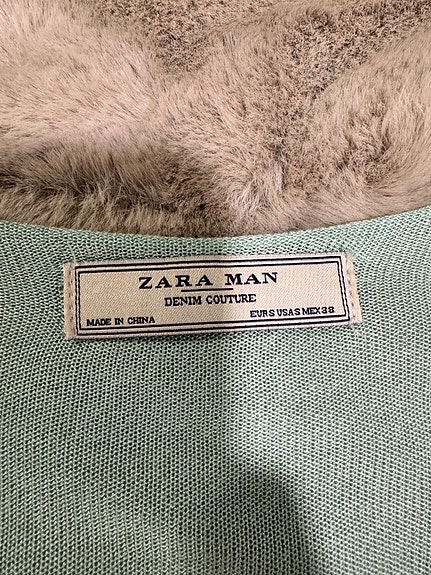 ZARA MAN
DENIM COUTURE
MADE IN CHINA EUR S USA S MEX 38